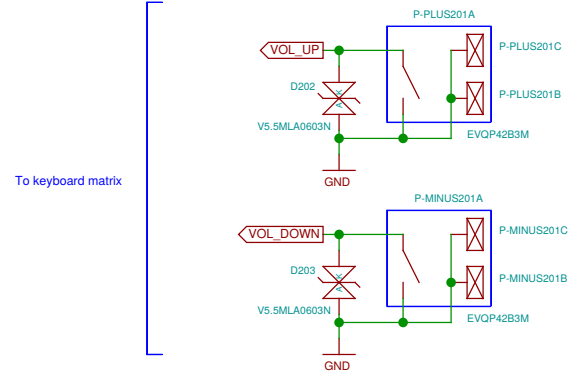 P-PLUS201A
VOL_UP
P-PLUS201C
D202
A K
P-PLUS201B
V5.5MLA0603N
EVQP42B3M
GND
To keyboard matrix
P-MINUS201A
VOL_DOWN
P-MINUS201C
D203
A K
P-MINUS201B
V5.5MLA0603N
EVQP42B3M
GND